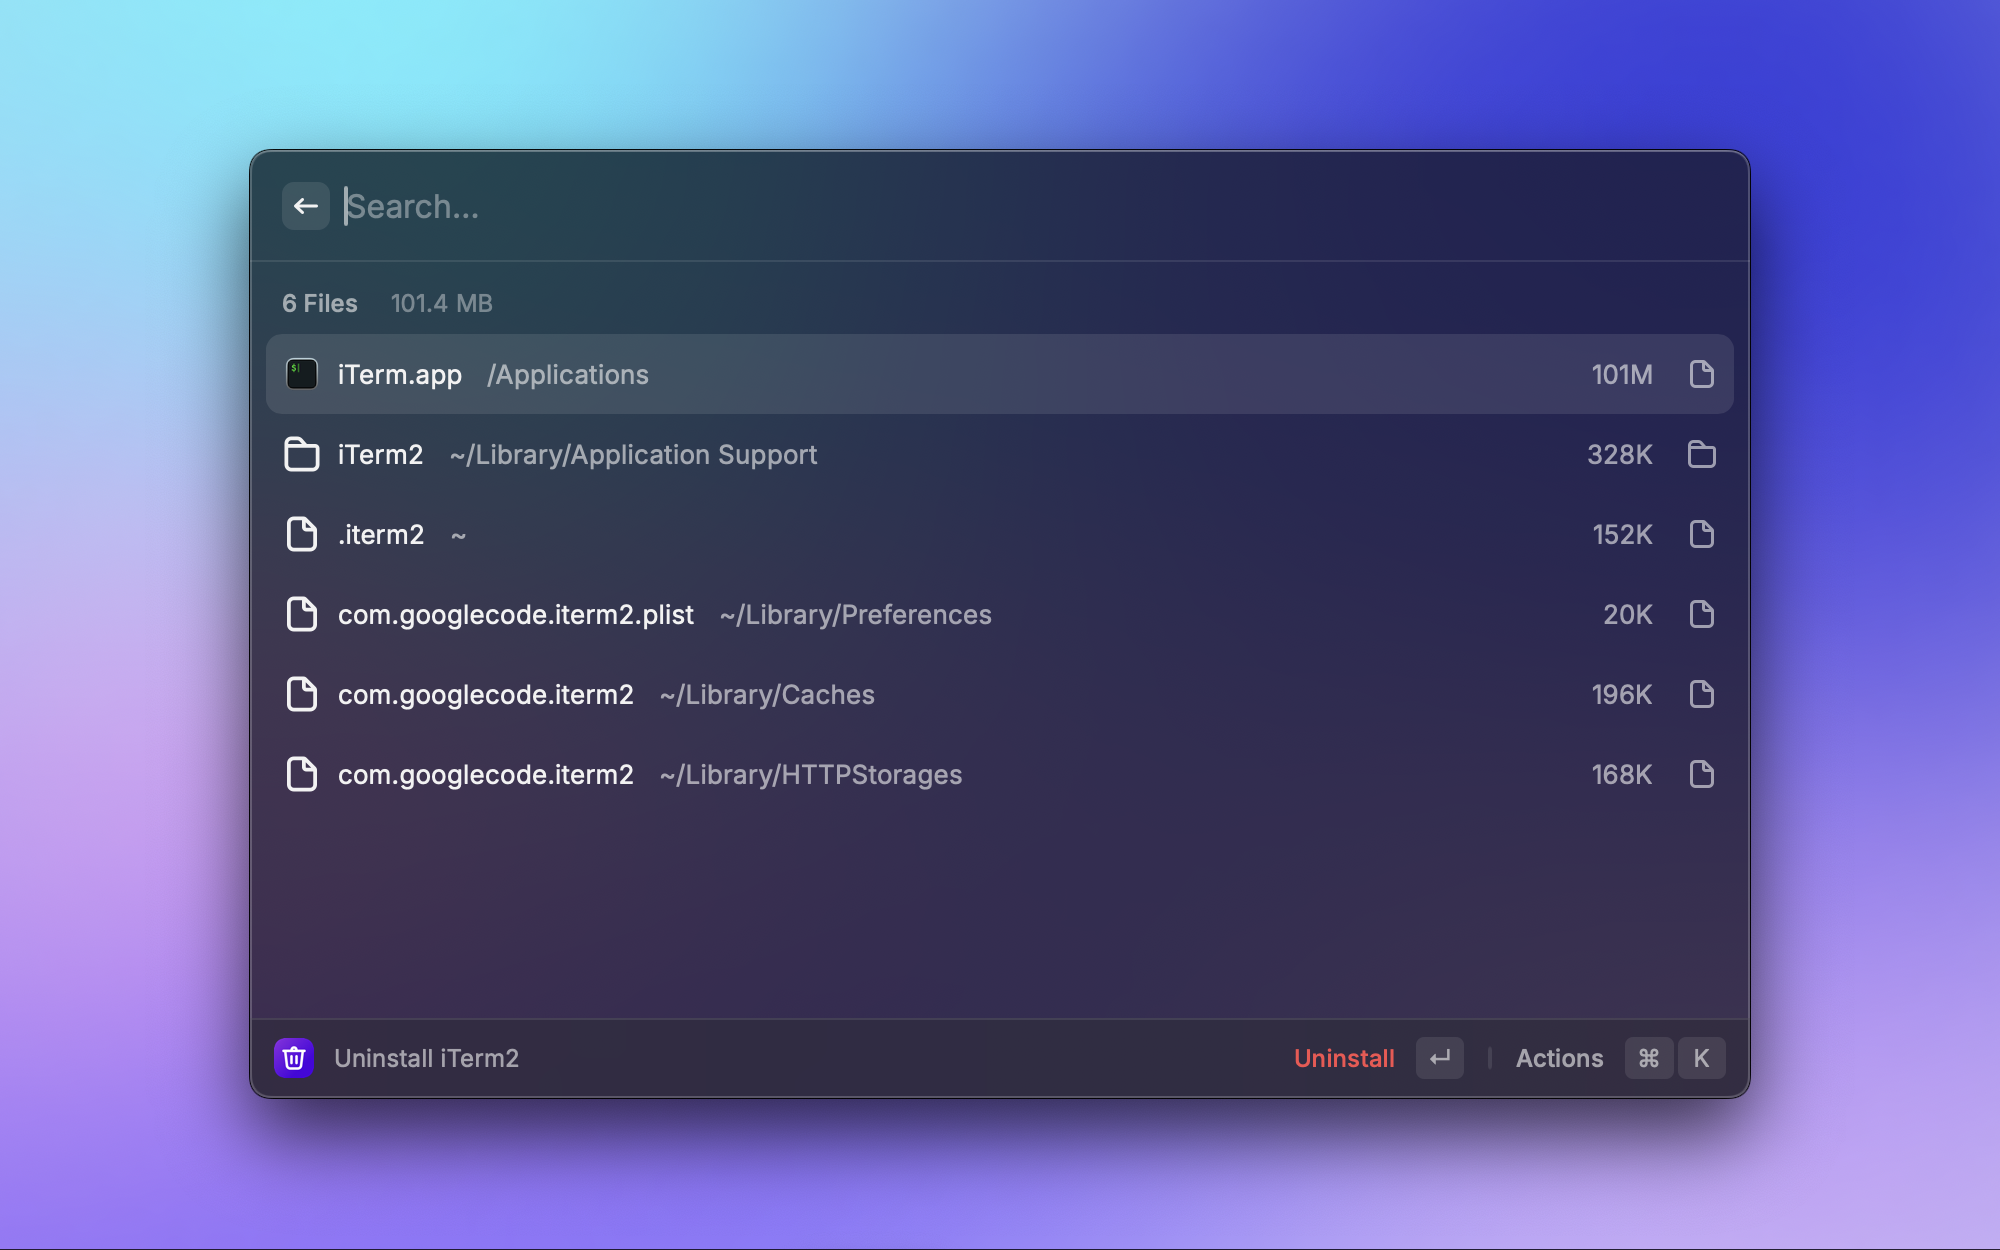 Search...
6 Files 101.4 MB
$
iTerm.app /Applications 101M
iTerm2 ~/Library/Application Support 328K
.iterm2 ~ 152K
com.googlecode.iterm2.plist ~/Library/Preferences 20K
com.googlecode.iterm2 ~/Library/Caches 196K
com.googlecode.iterm2 ~/Library/HTTPStorages 168K
Uninstall iTerm2 Uninstall ↵ Actions ⌘ K